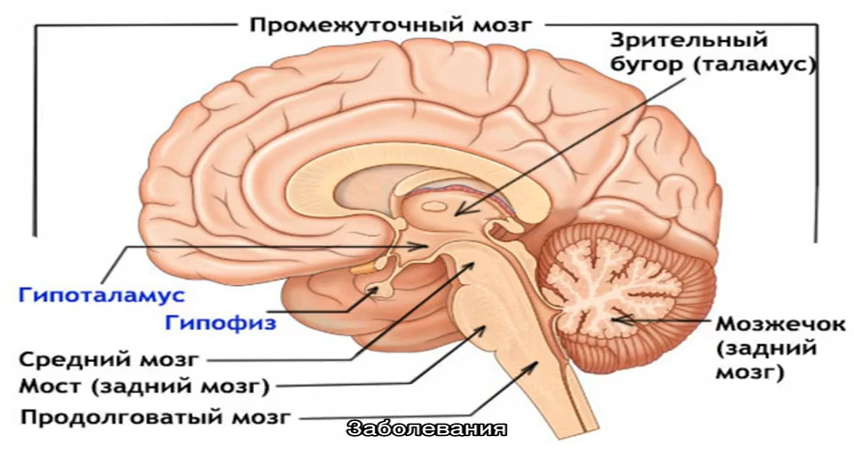 Промежуточный мозг
Зрительный
бугор (таламус)
Гипоталамус
Гипофиз
Средний мозг
Мост (задний мозг)
Продолговатый мозг
Мозжечок
(задний
мозг)
Заболевания